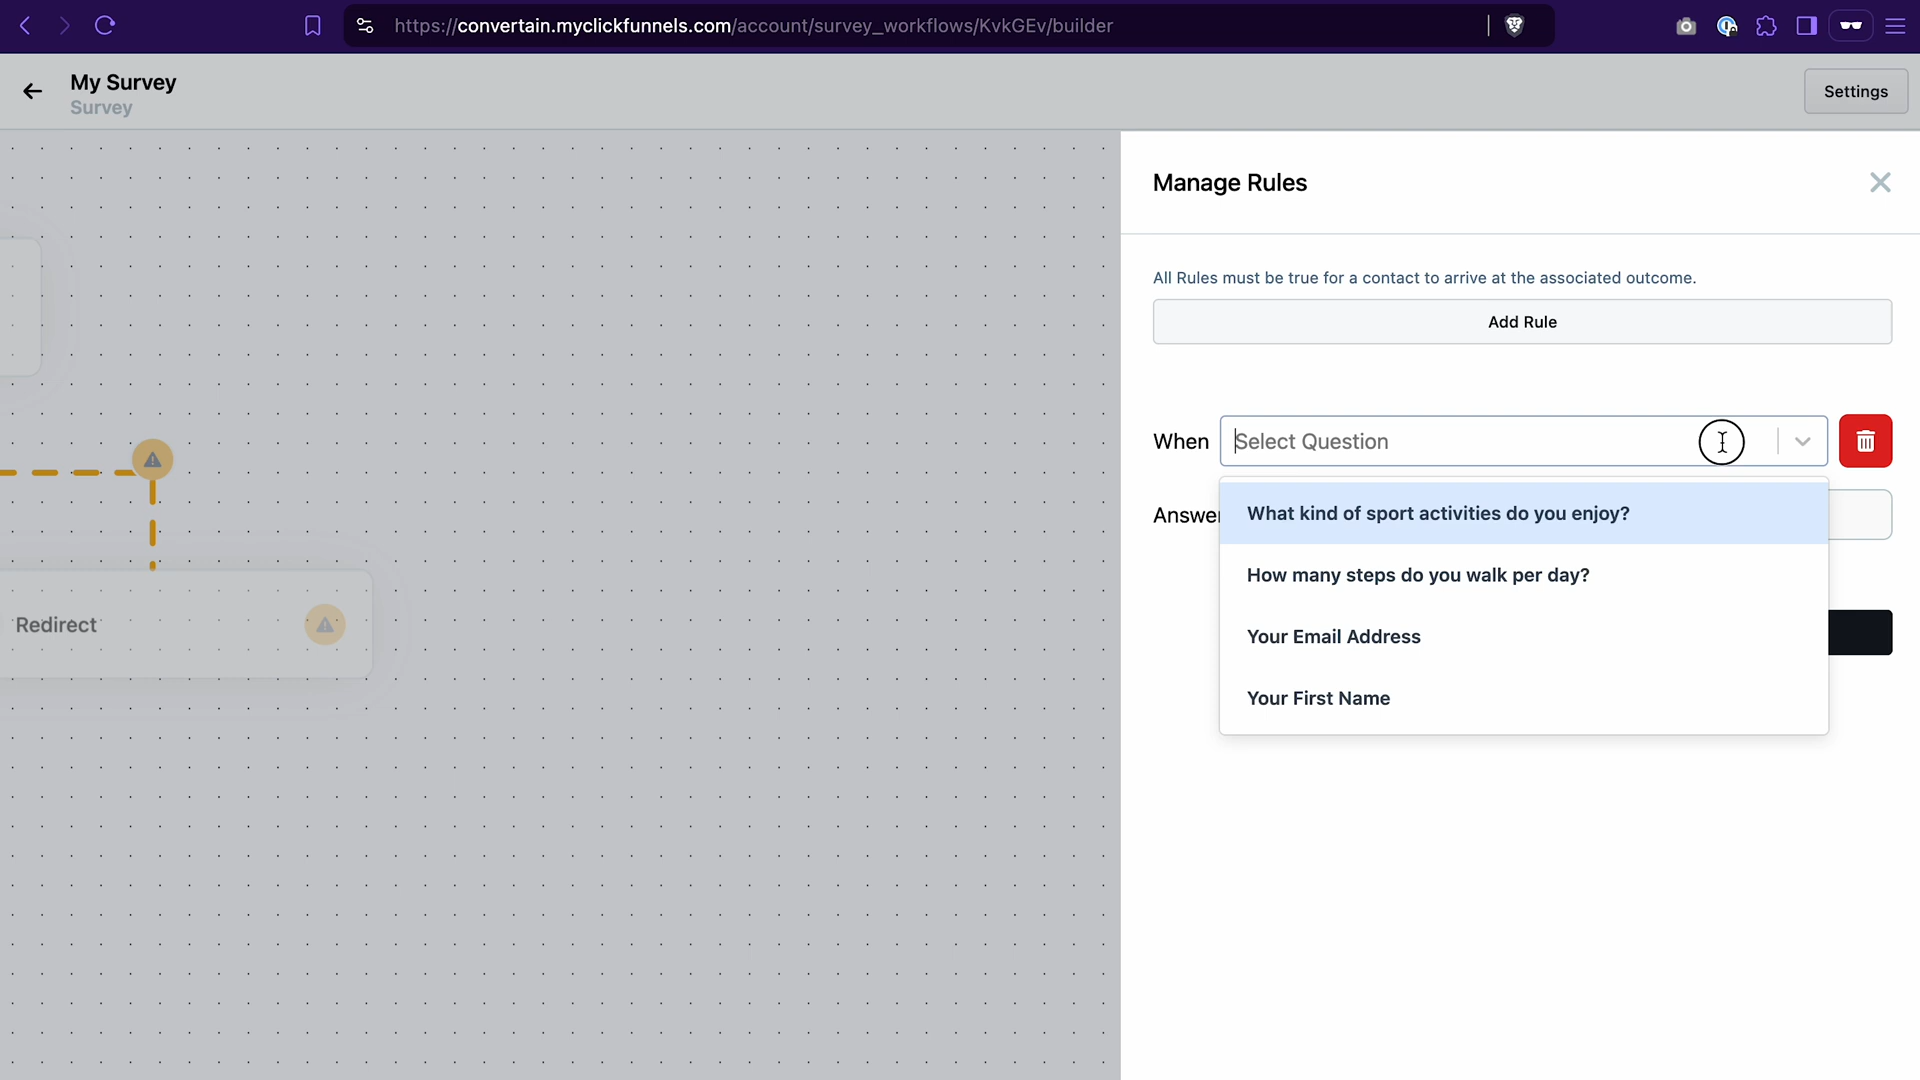 https://convertain.myclickfunnels.com/account/survey_workflows/KvkGEv/builder
My Survey
Survey
Settings
Manage Rules
All Rules must be true for a contact to arrive at the associated outcome.
Add Rule
When
Select Question
Answer
What kind of sport activities do you enjoy?
How many steps do you walk per day?
Your Email Address
Your First Name
Redirect